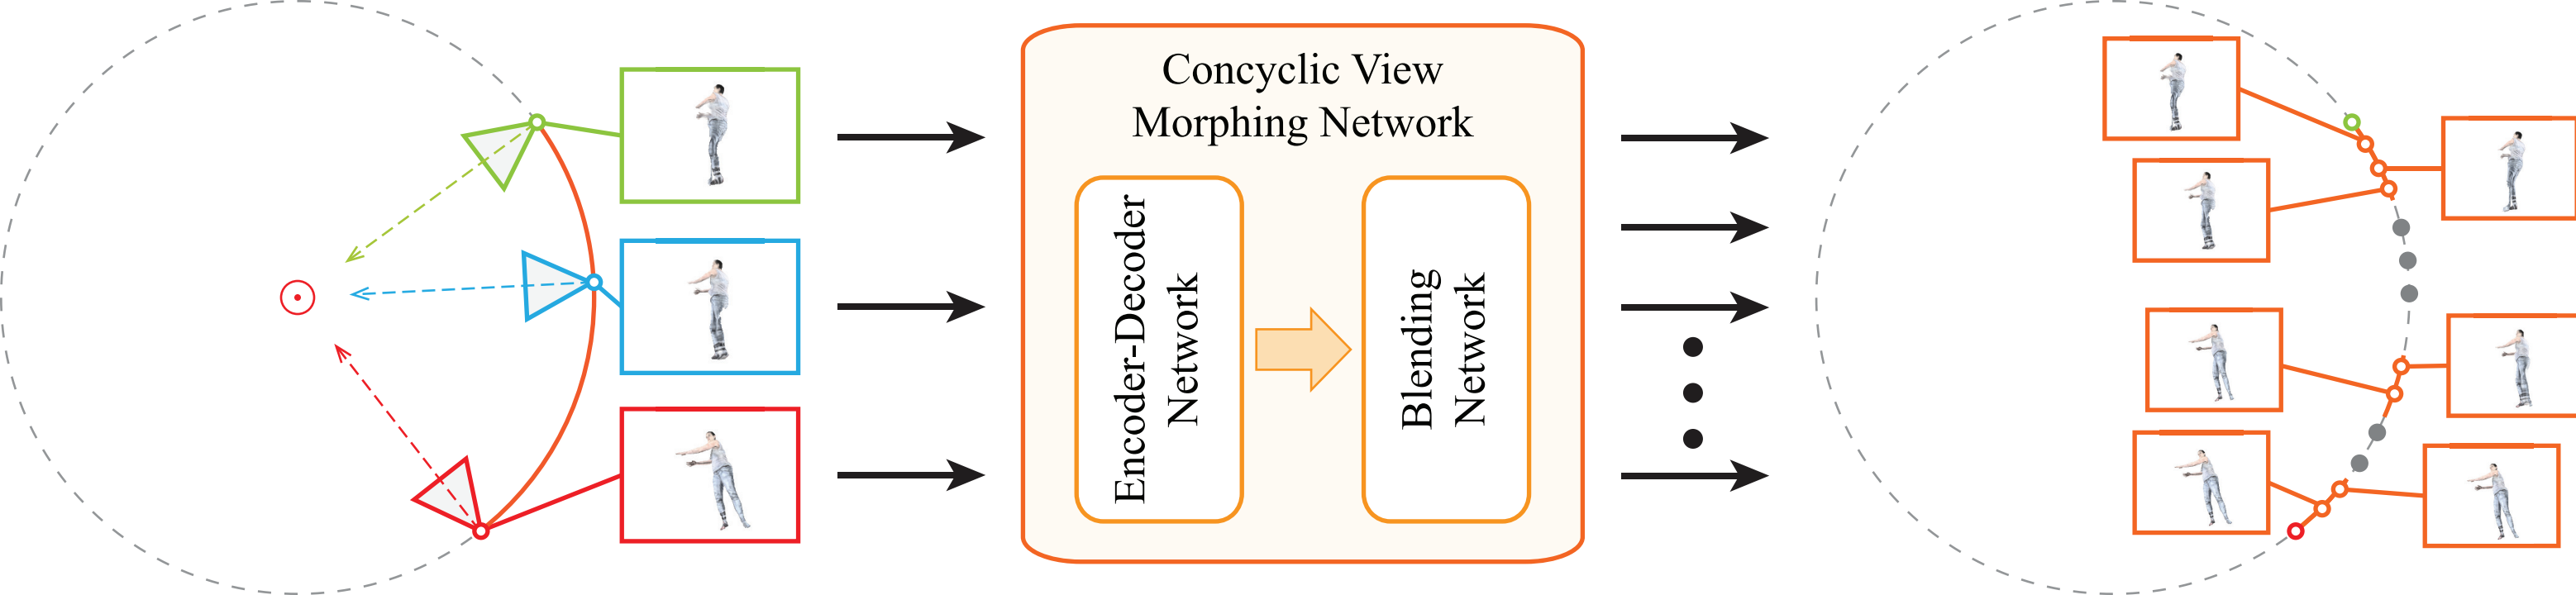 Concyclic View
Morphing Network
Encoder-Decoder
Network
Blending
Network